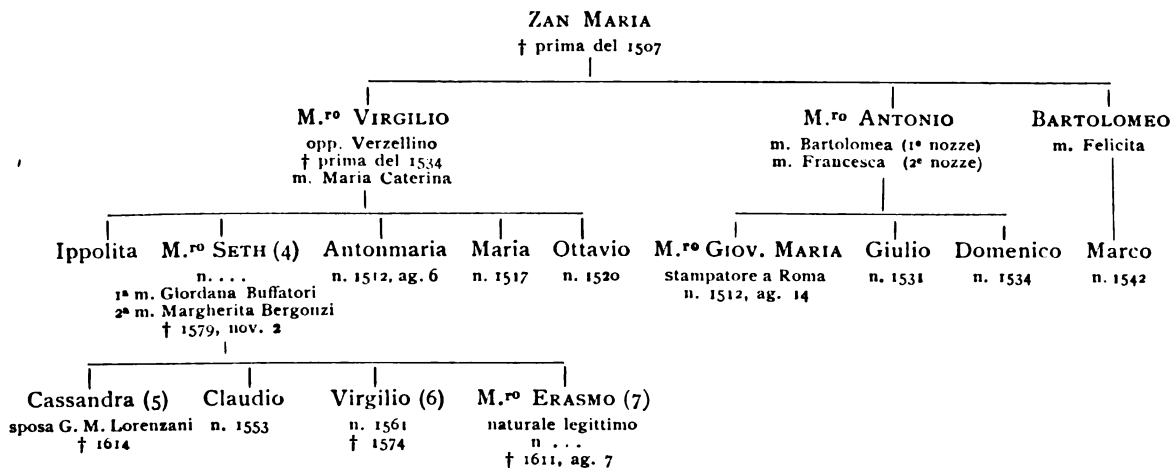 ZAN MARIA
† prima del 1507
M.ro VIRGILIO
opp. Verzellino
† prima del 1534
m. Maria Caterina
M.ro ANTONIO
m. Bartolomea (1e nozze)
m. Francesca (2e nozze)
BARTOLOMEO
m. Felicita
Ippolita
M.ro SETH (4)
n. . . . .
1a m. Giordana Buffatori
2a m. Margherita Bergonzi
† 1579, nov. 2
Antonmaria
n. 1512, ag. 6
Maria
n. 1517
Ottavio
n. 1520
M.ro GIOV. MARIA
stampatore a Roma
n. 1512, ag. 14
Giulio
n. 1531
Domenico
n. 1534
Marco
n. 1542
Cassandra (5)
sposa G. M. Lorenzani
† 1614
Claudio
n. 1553
Virgilio (6)
n. 1561
† 1574
M.ro ERASMO (7)
naturale legittimo
n . . .
† 1611, ag. 7